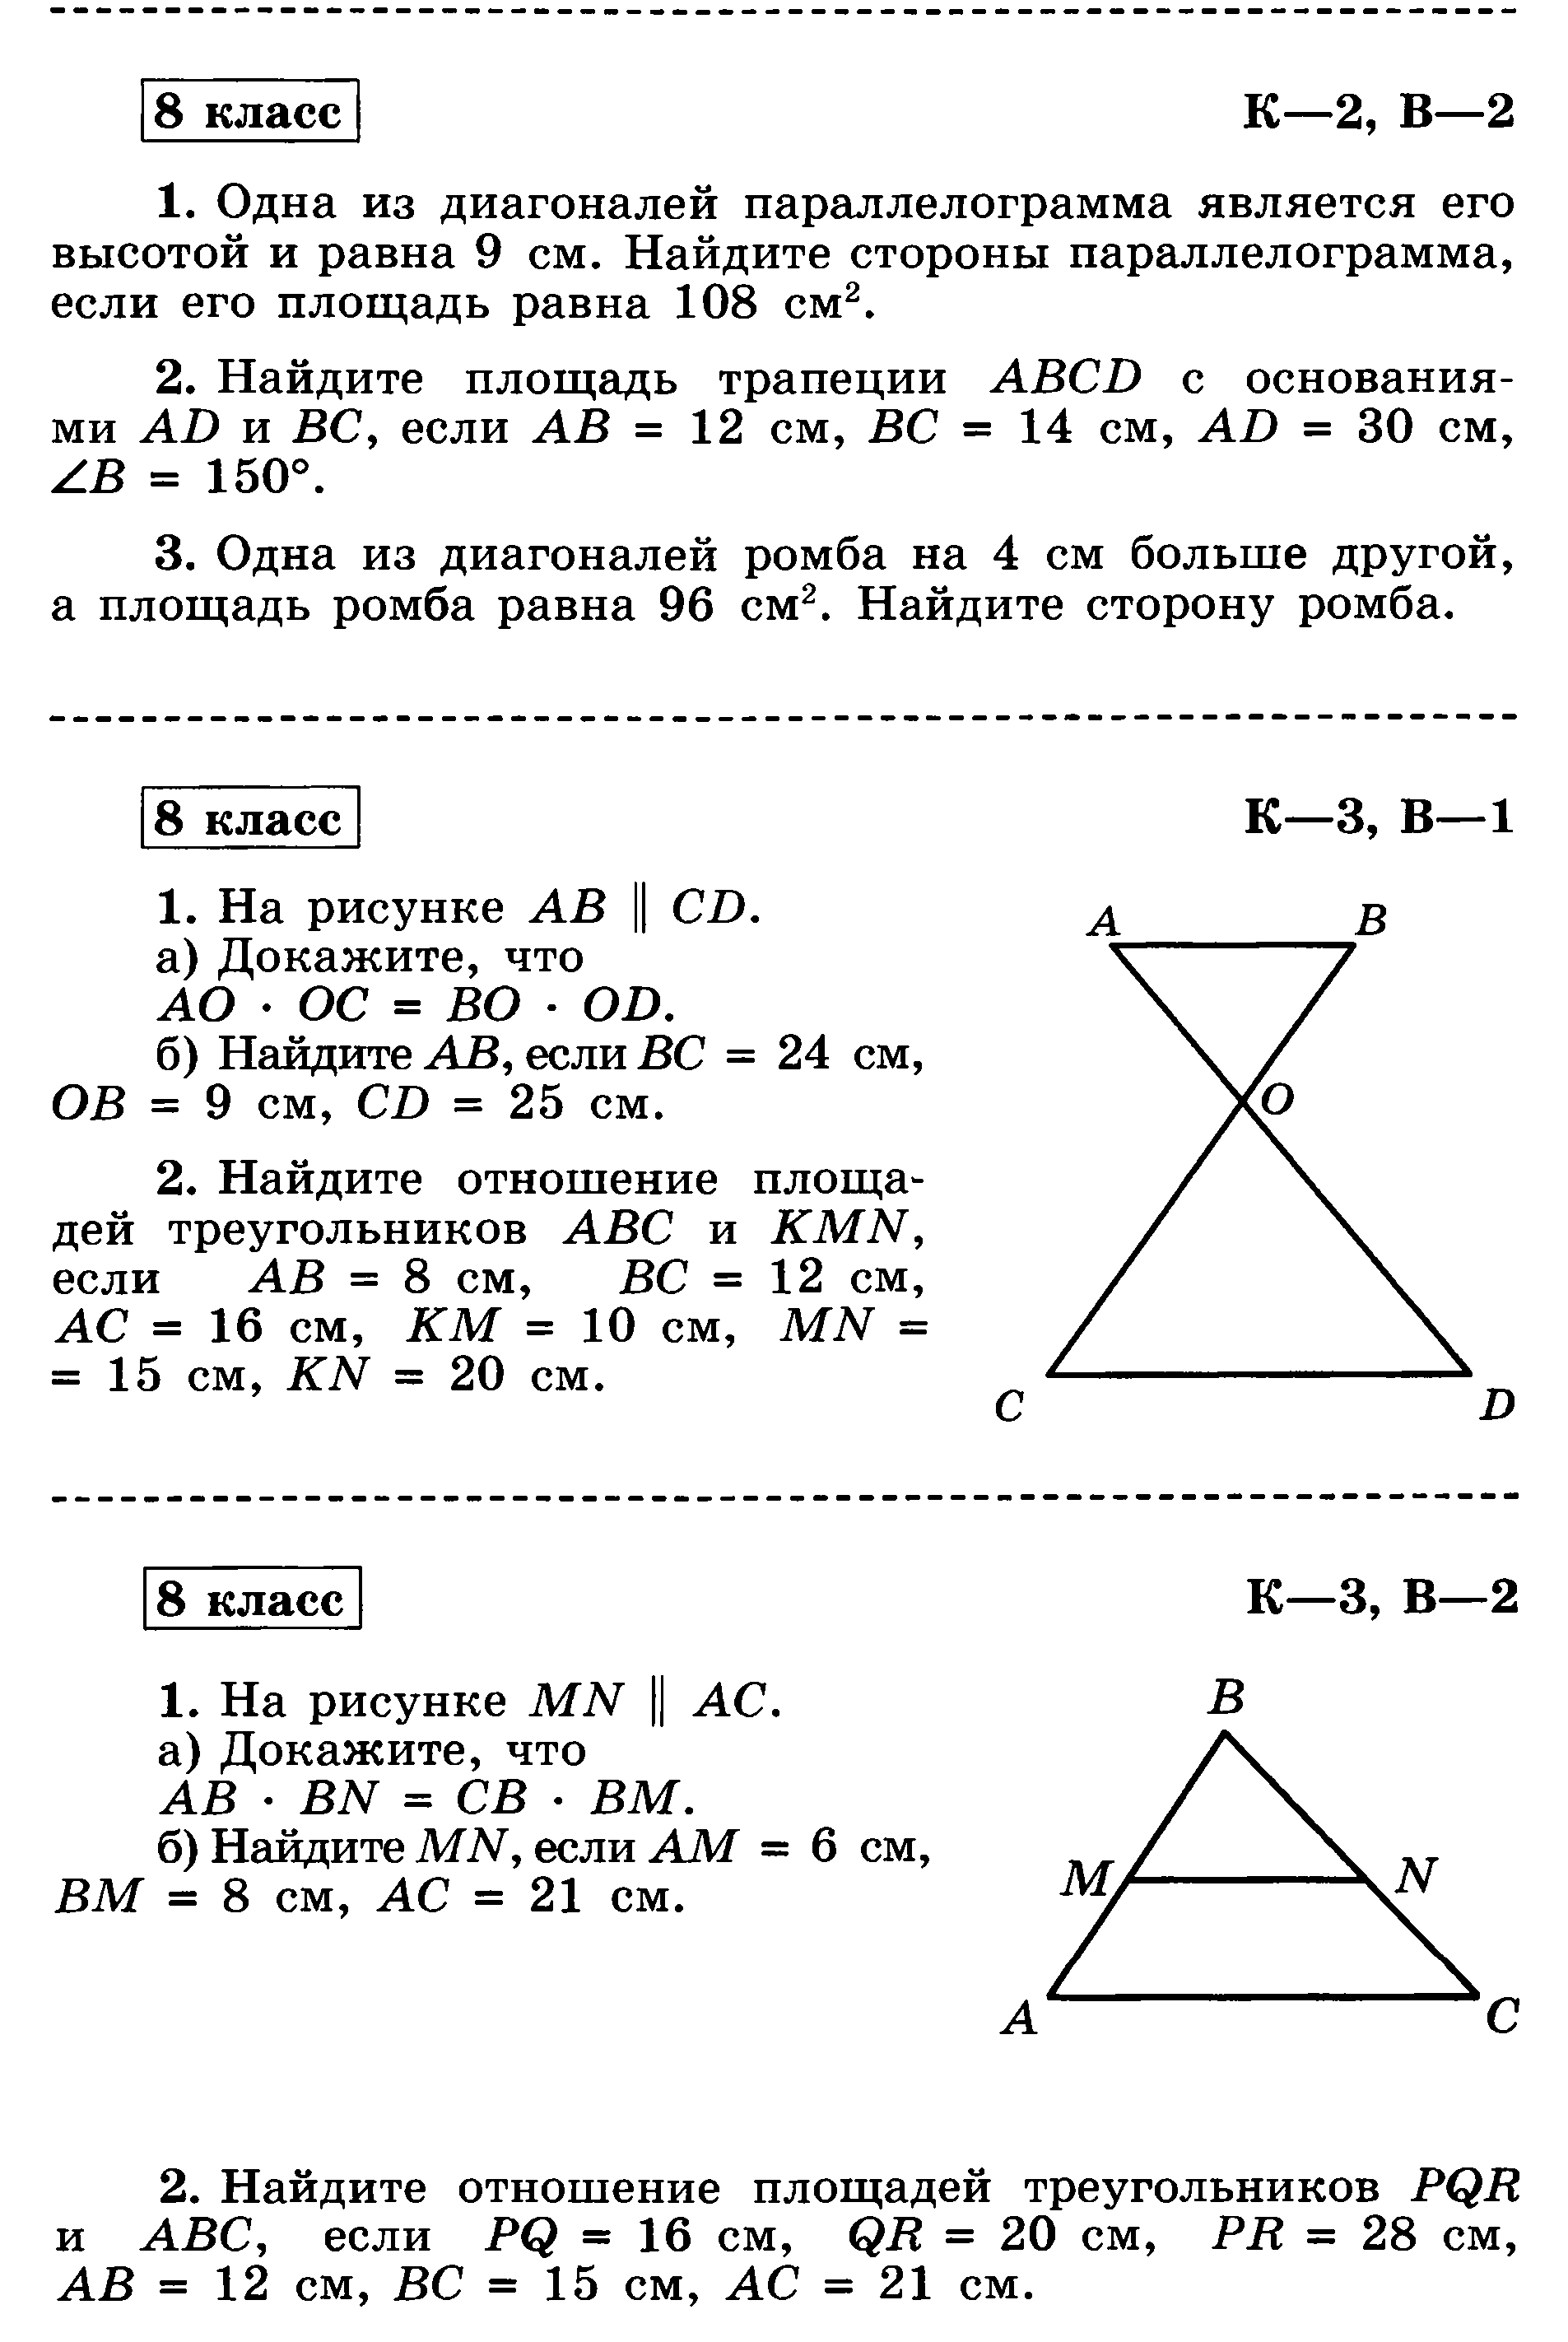 8 класс
К—2, В—2
1. Одна из диагоналей параллелограмма является его
высотой и равна 9 см. Найдите стороны параллелограмма,
если его площадь равна 108 см².
2. Найдите площадь трапеции ABCD с основания-
ми AD и BC, если AB = 12 см, BC = 14 см, AD = 30 см,
∠B = 150°.
3. Одна из диагоналей ромба на 4 см больше другой,
а площадь ромба равна 96 см². Найдите сторону ромба.
8 класс
К—3, В—1
1. На рисунке AB ∥ CD.
а) Докажите, что
AO · OC = BO · OD.
б) Найдите AB, если BC = 24 см,
OB = 9 см, CD = 25 см.
2. Найдите отношение площа-
дей треугольников ABC и KMN,
если AB = 8 см, BC = 12 см,
AC = 16 см, KM = 10 см, MN =
= 15 см, KN = 20 см.
A
B
O
C
D
8 класс
К—3, В—2
1. На рисунке MN ∥ AC.
а) Докажите, что
AB · BN = CB · BM.
б) Найдите MN, если AM = 6 см,
BM = 8 см, AC = 21 см.
B
M
N
A
C
2. Найдите отношение площадей треугольников PQR
и ABC, если PQ = 16 см, QR = 20 см, PR = 28 см,
AB = 12 см, BC = 15 см, AC = 21 см.